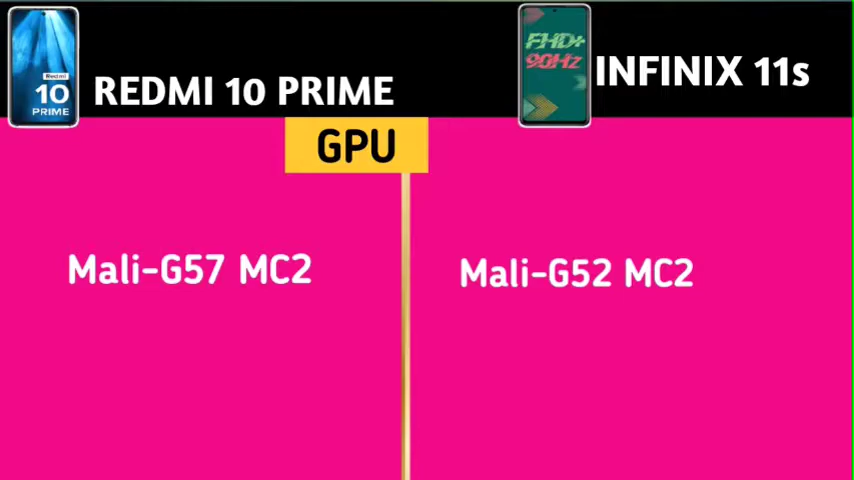 Redmi
10
PRIME
REDMI 10 PRIME
FHD+
90Hz
INFINIX 11s
GPU
Mali-G57 MC2
Mali-G52 MC2